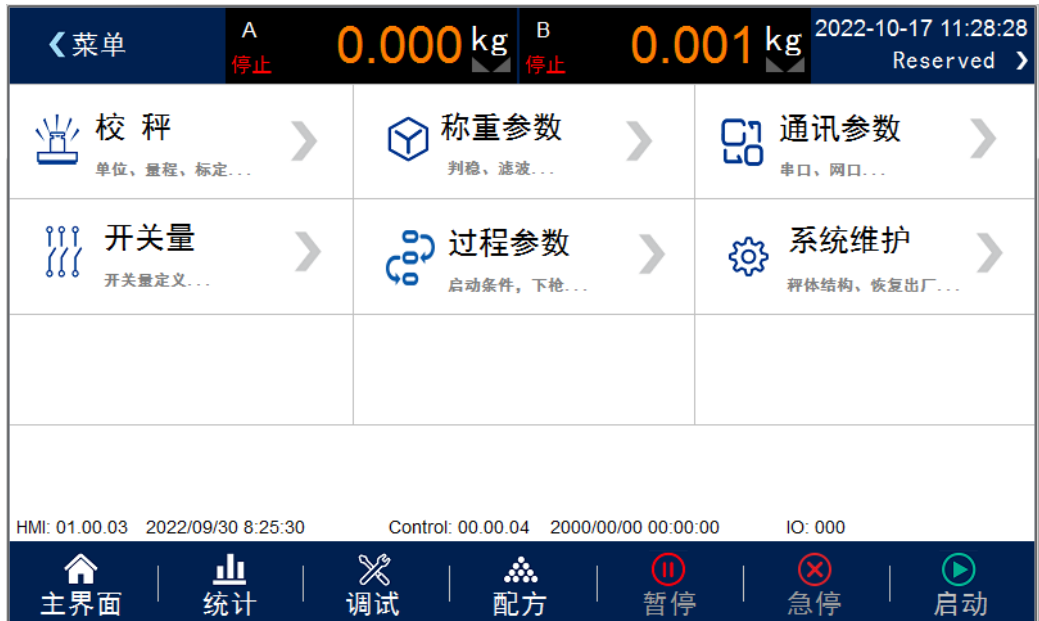 菜单
A
停止
0.000 kg
B
停止
0.001 kg
2022-10-17 11:28:28
Reserved
校 秤
单位、量程、标定...
称重参数
判稳、滤波...
通讯参数
串口、网口...
开关量
开关量定义...
过程参数
启动条件, 下枪...
系统维护
秤体结构、恢复出厂...
HMI: 01.00.03 2022/09/30 8:25:30 Control: 00.00.04 2000/00/00 00:00:00 IO: 000
主界面 统计 调试 配方 暂停 急停 启动